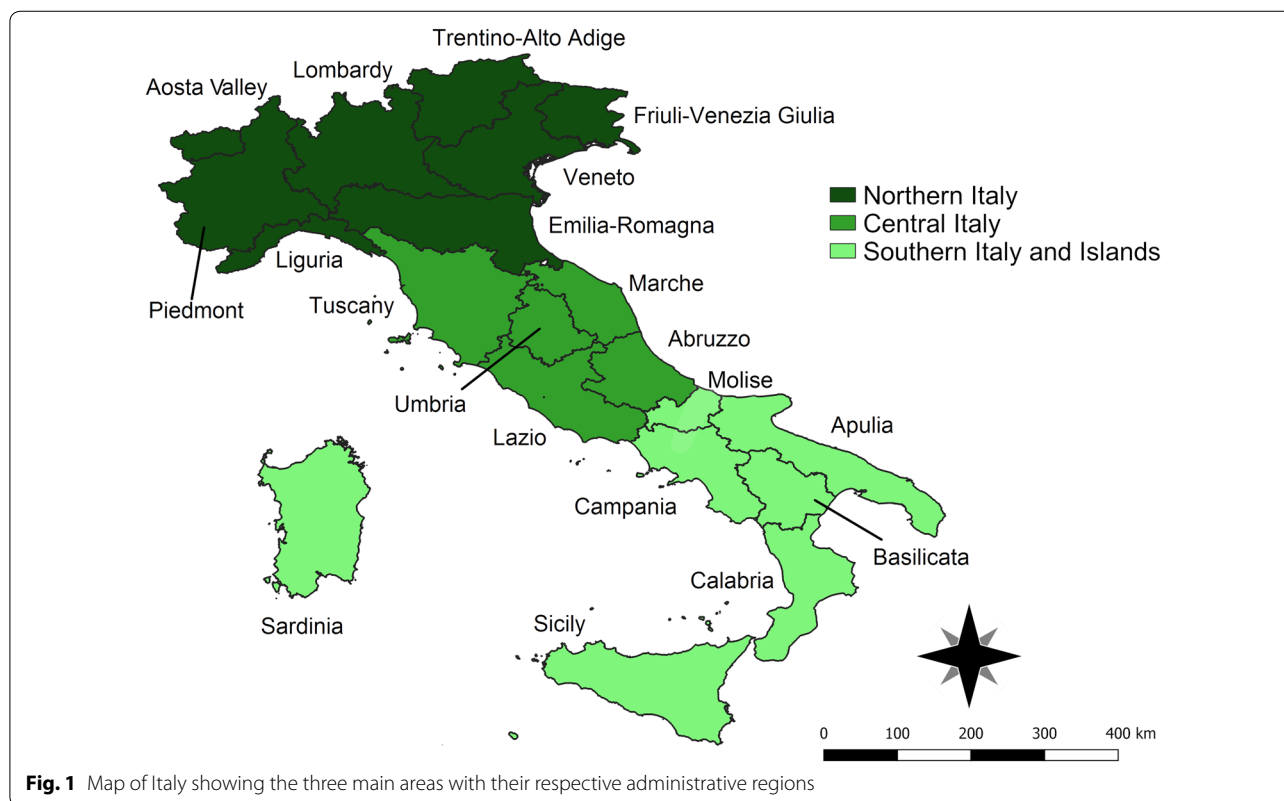 Trentino-Alto Adige
Lombardy
Aosta Valley
Friuli-Venezia Giulia
Veneto
Northern Italy
Central Italy
Southern Italy and Islands
Emilia-Romagna
Liguria
Piedmont
Tuscany
Marche
Abruzzo
Molise
Umbria
Lazio
Apulia
Campania
Basilicata
Calabria
Sardinia
Sicily
0 100 200 300 400 km
Fig. 1 Map of Italy showing the three main areas with their respective administrative regions